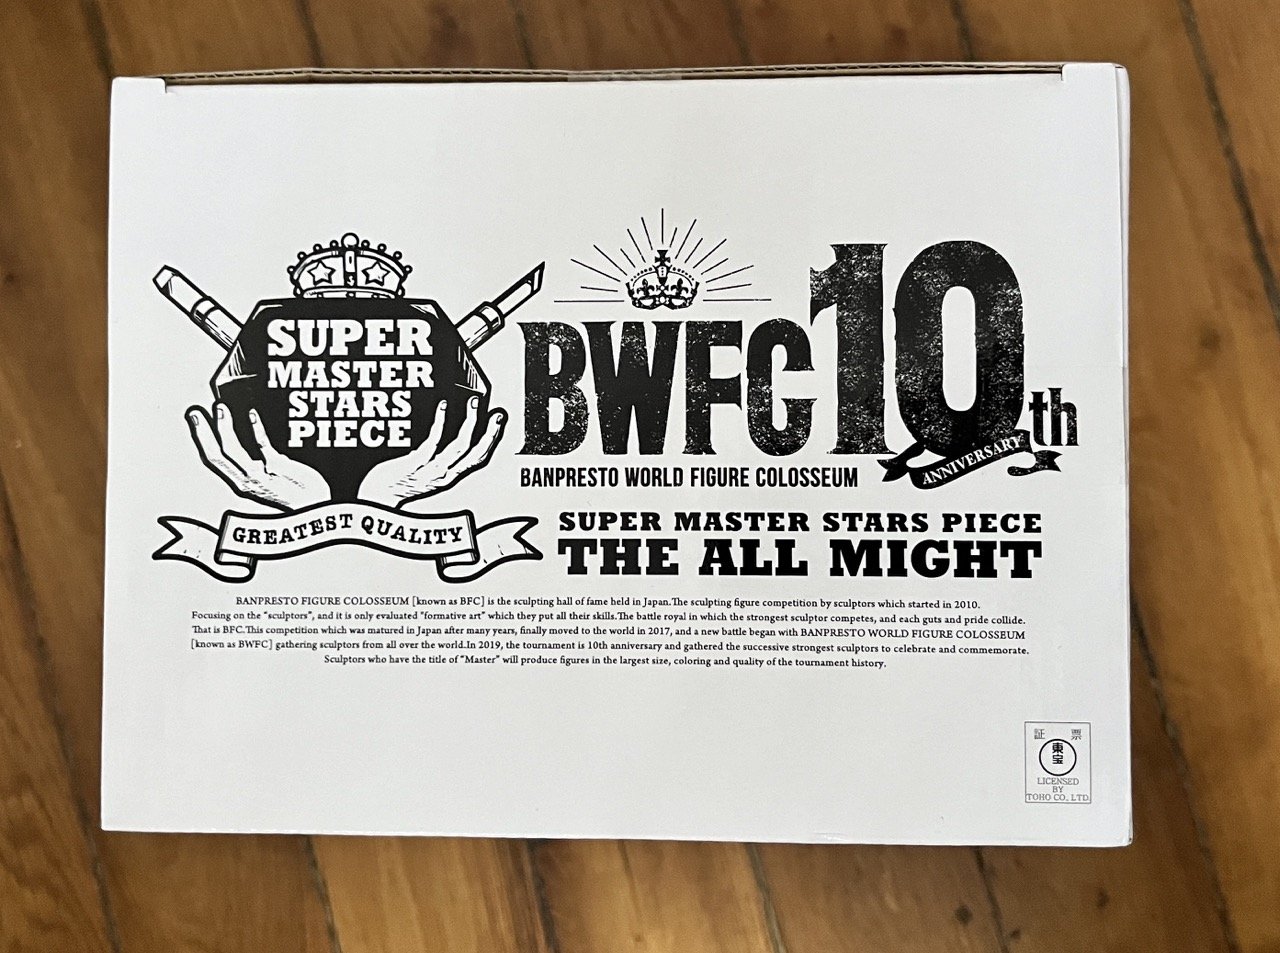 SUPER
MASTER
STARS
PIECE
GREATEST QUALITY
BWFC 10th
ANNIVERSARY
BANPRESTO WORLD FIGURE COLOSSEUM
SUPER MASTER STARS PIECE
THE ALL MIGHT
BANPRESTO FIGURE COLOSSEUM [known as BFC] is the sculpting hall of fame held in Japan.The sculpting figure competition by sculptors which started in 2010.
Focusing on the "sculptors", and it is only evaluated "formative art" which they put all their skills.The battle royal in which the strongest sculptor competes, and each guts and pride collide.
That is BFC.This competition which was matured in Japan after many years, finally moved to the world in 2017, and a new battle began with BANPRESTO WORLD FIGURE COLOSSEUM
[known as BWFC] gathering sculptors from all over the world.In 2019, the tournament is 10th anniversary and gathered the successive strongest sculptors to celebrate and commemorate.
Sculptors who have the title of "Master" will produce figures in the largest size, coloring and quality of the tournament history.
証 票
東宝
LICENSED
BY
TOHO CO., LTD.